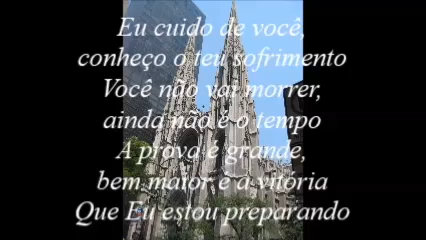 Eu cuido de você,
conheço o teu sofrimento
Você não vai morrer,
ainda não é o tempo
A prova é grande,
bem maior é a vitória
Que Eu estou preparando